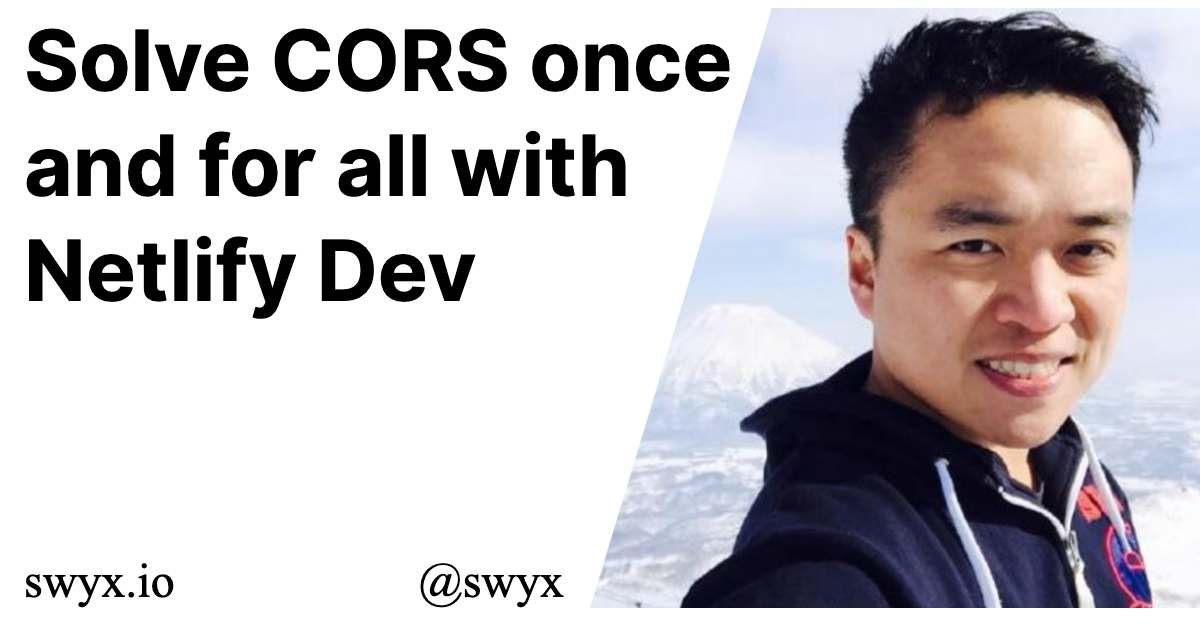 Solve CORS once
and for all with
Netlify Dev
swyx.io
@swyx